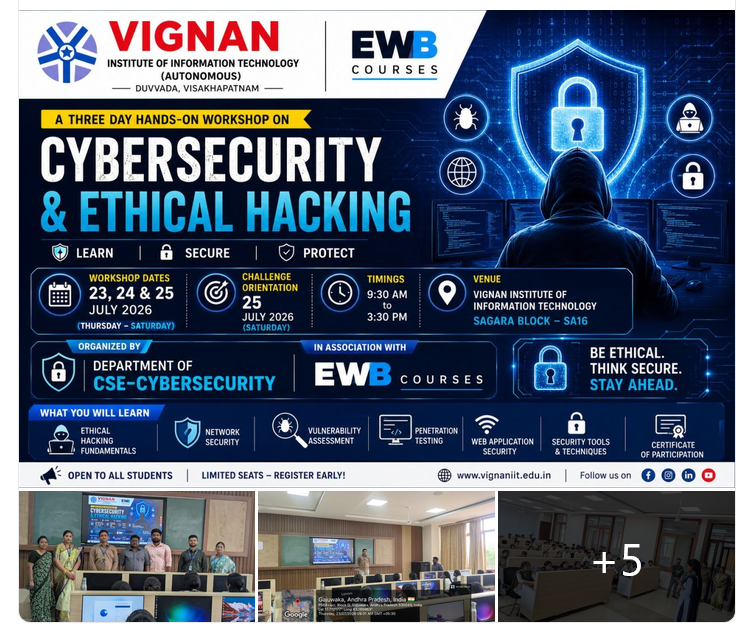 VIGNAN
INSTITUTE OF INFORMATION TECHNOLOGY
(AUTONOMOUS)
DUVVADA, VISAKHAPATNAM
EWB
COURSES
A THREE DAY HANDS-ON WORKSHOP ON
CYBERSECURITY
& ETHICAL HACKING
LEARN | SECURE | PROTECT
WORKSHOP DATES
23, 24 & 25
JULY 2026
(THURSDAY – SATURDAY)
CHALLENGE
ORIENTATION
25
JULY 2026
(SATURDAY)
TIMINGS
9:30 AM
to
3:30 PM
VENUE
VIGNAN INSTITUTE OF
INFORMATION TECHNOLOGY
SAGARA BLOCK – SA16
ORGANIZED BY
DEPARTMENT OF
CSE-CYBERSECURITY
IN ASSOCIATION WITH
EWB COURSES
BE ETHICAL.
THINK SECURE.
STAY AHEAD.
WHAT YOU WILL LEARN
ETHICAL
HACKING
FUNDAMENTALS
NETWORK
SECURITY
VULNERABILITY
ASSESSMENT
PENETRATION
TESTING
WEB APPLICATION
SECURITY
SECURITY TOOLS
& TECHNIQUES
CERTIFICATE
OF PARTICIPATION
OPEN TO ALL STUDENTS | LIMITED SEATS – REGISTER EARLY!
www.vignaniit.edu.in | Follow us on
VIGNAN
CYBERSECURITY
& ETHICAL HACKING
Gajuwaka, Andhra Pradesh, India
Google
+5